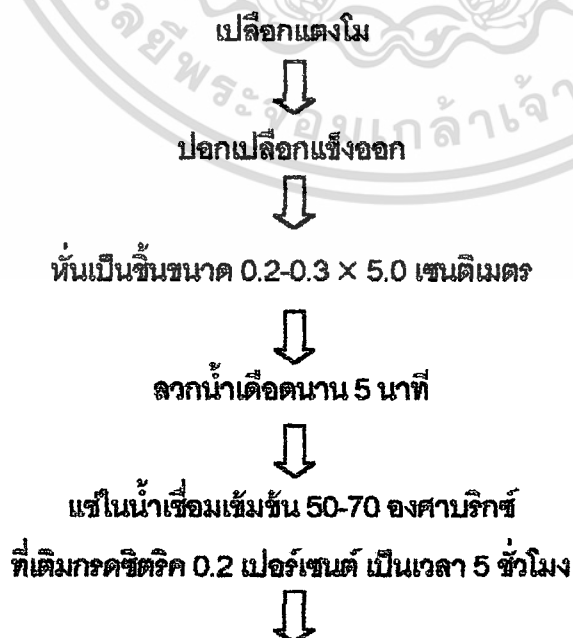 เปลือกแตงโม
ปอกเปลือกแข็งออก
หั่นเป็นชิ้นขนาด 0.2-0.3 × 5.0 เซนติเมตร
ลวกน้ำเดือดนาน 5 นาที
แช่ในน้ำเชื่อมเข้มข้น 50-70 องศาบริกซ์
ที่เติมกรดซิตริค 0.2 เปอร์เซนต์ เป็นเวลา 5 ชั่วโมง